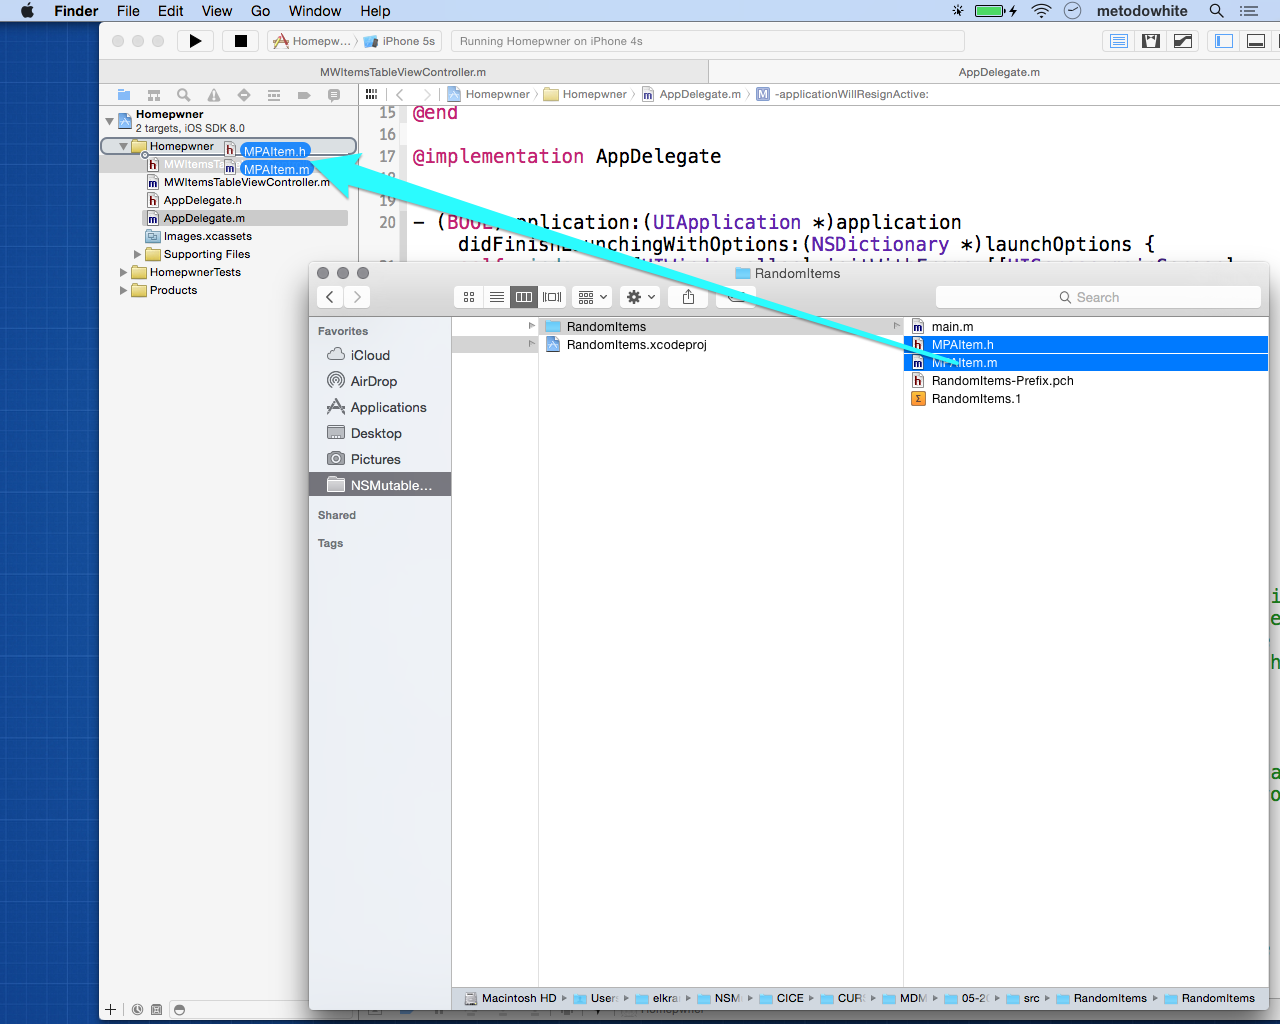 Finder File Edit View Go Window Help metodowhite
Homepw... iPhone 5s Running Homepwner on iPhone 4s
MWItemsTableViewController.m AppDelegate.m
Homepwner Homepwner AppDelegate.m M -applicationWillResignActive:
Homepwner
2 targets, iOS SDK 8.0
Homepwner
h MPAItem.h
m MPAItem.m
h MWItemsTa
m MWItemsTableViewController.m
h AppDelegate.h
m AppDelegate.m
Images.xcassets
Supporting Files
HomepwnerTests
Products
15 @end
16
17 @implementation AppDelegate
19
20 - (BOOL)application:(UIApplication *)application
didFinishLaunchingWithOptions:(NSDictionary *)launchOptions {
RandomItems
Search
Favorites
iCloud
AirDrop
Applications
Desktop
Pictures
NSMutable...
Shared
Tags
RandomItems
RandomItems.xcodeproj
m main.m
h MPAItem.h
m MPAItem.m
h RandomItems-Prefix.pch
Σ RandomItems.1
i
e
h
a
o
Macintosh HD User elkra NSM CICE CUR MDM 05-2 src RandomItems RandomItems
Homepwner